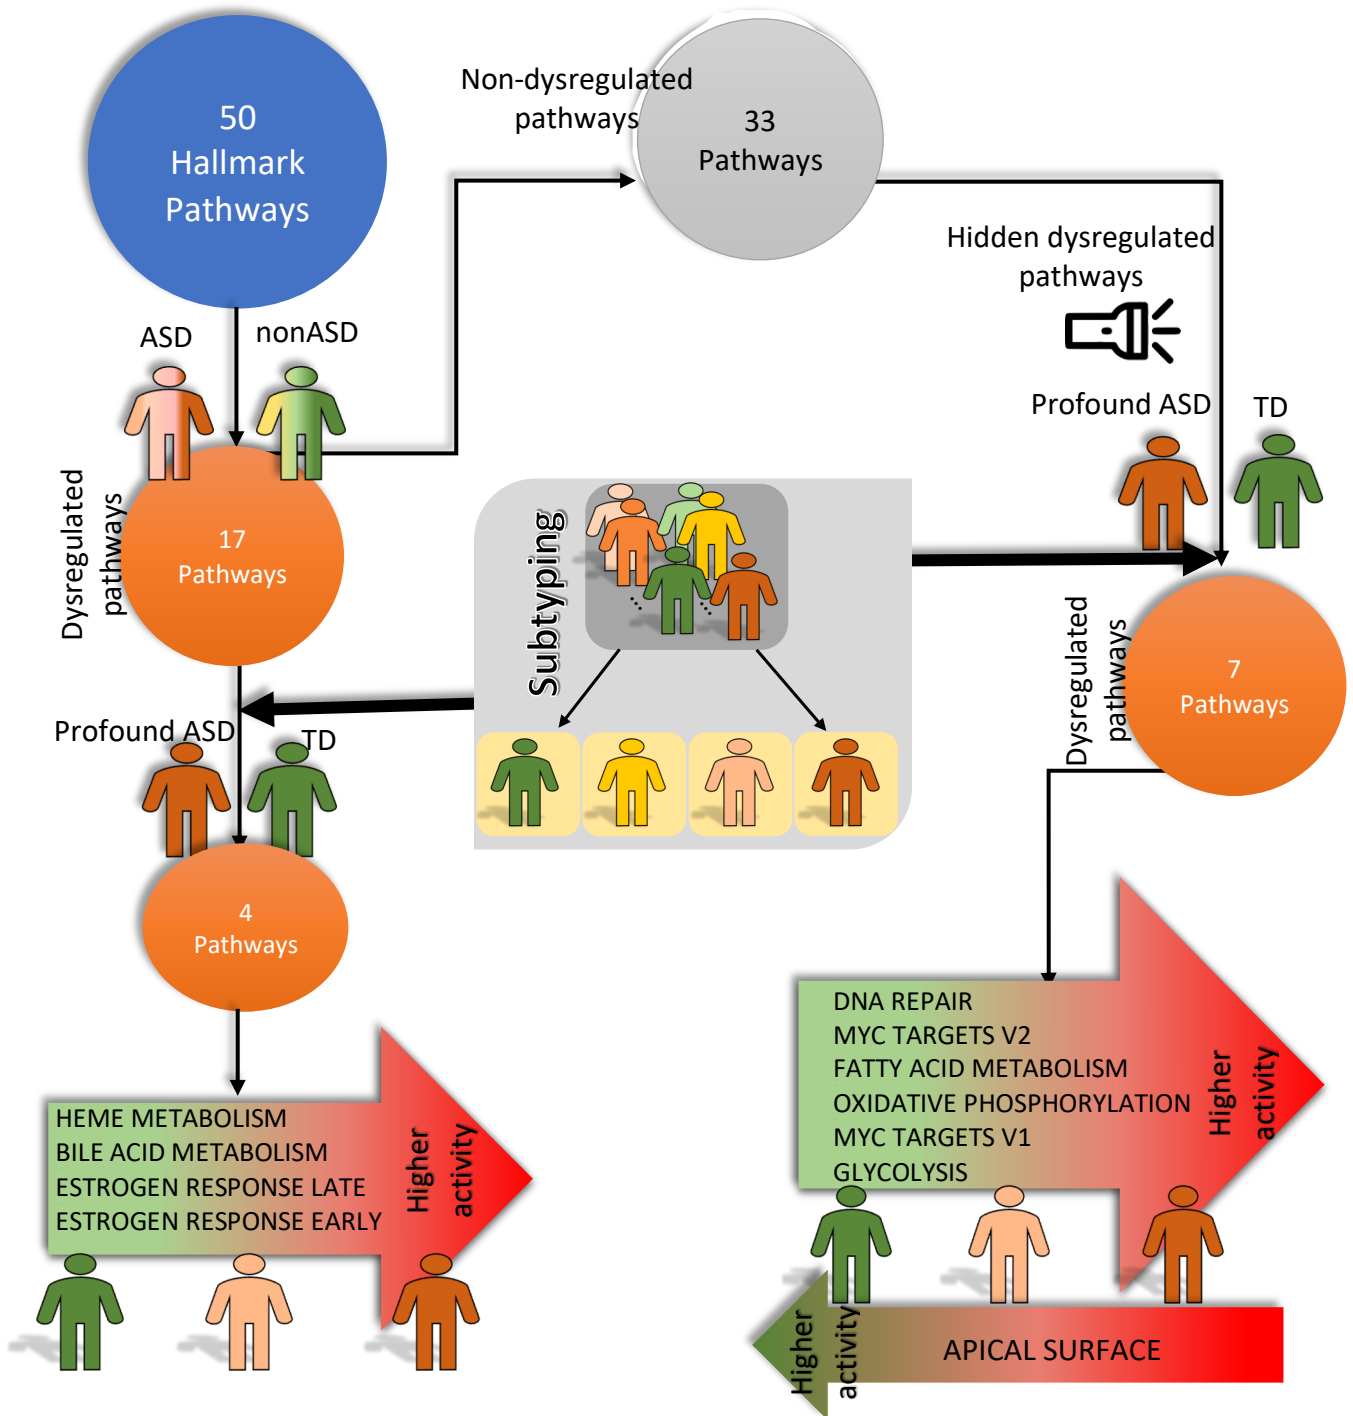 50
Hallmark
Pathways
Non-dysregulated
pathways
33
Pathways
Hidden dysregulated
pathways
ASD
nonASD
Profound ASD
TD
Dysregulated
pathways
17
Pathways
Subtyping
...
...
Dysregulated
pathways
7
Pathways
Profound ASD
TD
4
Pathways
HEME METABOLISM
BILE ACID METABOLISM
ESTROGEN RESPONSE LATE
ESTROGEN RESPONSE EARLY
Higher
activity
DNA REPAIR
MYC TARGETS V2
FATTY ACID METABOLISM
OXIDATIVE PHOSPHORYLATION
MYC TARGETS V1
GLYCOLYSIS
Higher
activity
Higher
activity
APICAL SURFACE